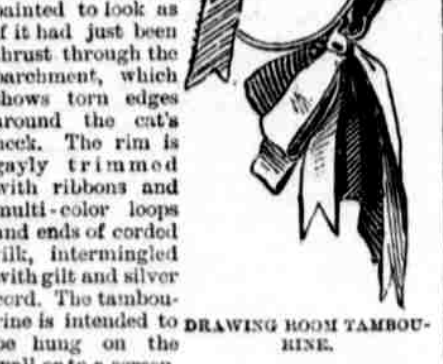 painted to look as
if it had just been
thrust through the
parchment, which
shows torn edges
around the cat's
neck. The rim is
gayly trimmed
with ribbons and
multi-color loops
and ends of corded
silk, intermingled
with gilt and silver
cord. The tambou-
rine is intended to
be hung on the
DRAWING ROOM TAMBOU-
RINE.